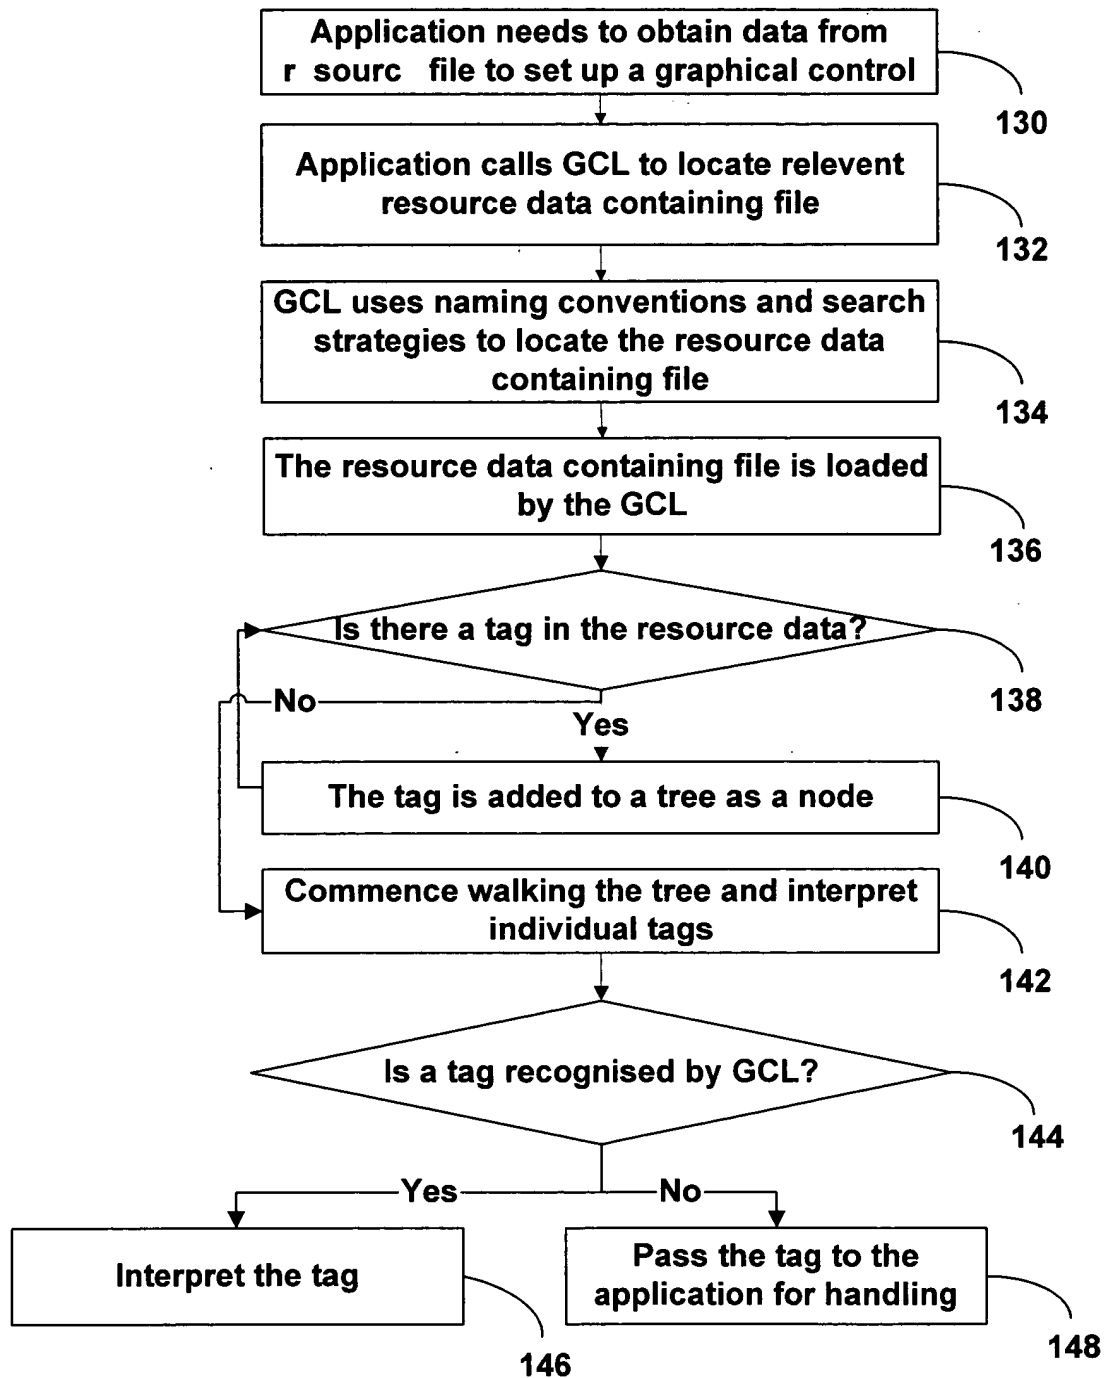 Application needs to obtain data from
r sourc file to set up a graphical control
130
Application calls GCL to locate relevent
resource data containing file
132
GCL uses naming conventions and search
strategies to locate the resource data
containing file
134
The resource data containing file is loaded
by the GCL
136
Is there a tag in the resource data?
138
No
Yes
The tag is added to a tree as a node
140
Commence walking the tree and interpret
individual tags
142
Is a tag recognised by GCL?
144
Yes
No
Interpret the tag
146
Pass the tag to the
application for handling
148